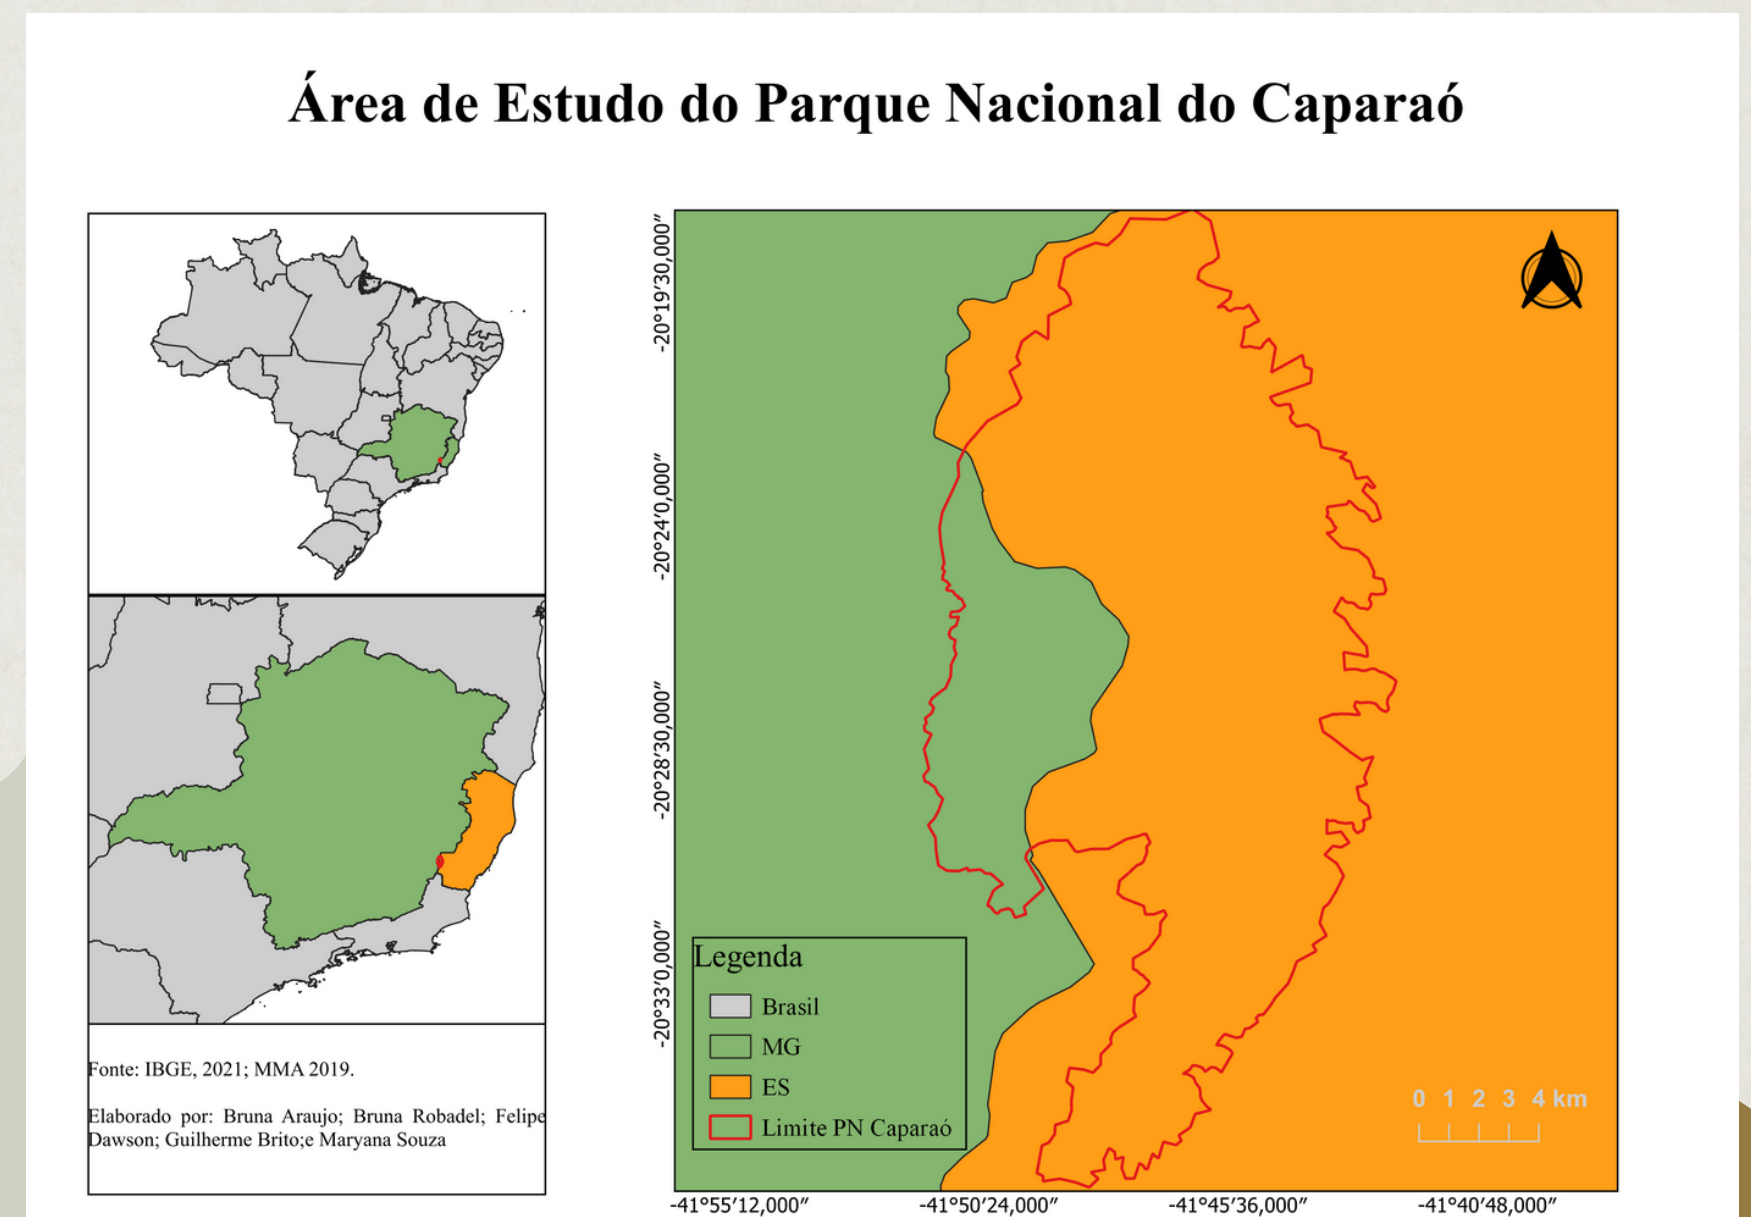 Área de Estudo do Parque Nacional do Caparaó
-20°19'30,000"
-20°24'0,000"
-20°28'30,000"
-20°33'0,000"
Legenda
Brasil
MG
ES
Limite PN Caparaó
0 1 2 3 4 km
-41°55'12,000"
-41°50'24,000"
-41°45'36,000"
-41°40'48,000"
Fonte: IBGE, 2021; MMA 2019.
Elaborado por: Bruna Araujo; Bruna Robadel; Felipe
Dawson; Guilherme Brito;e Maryana Souza